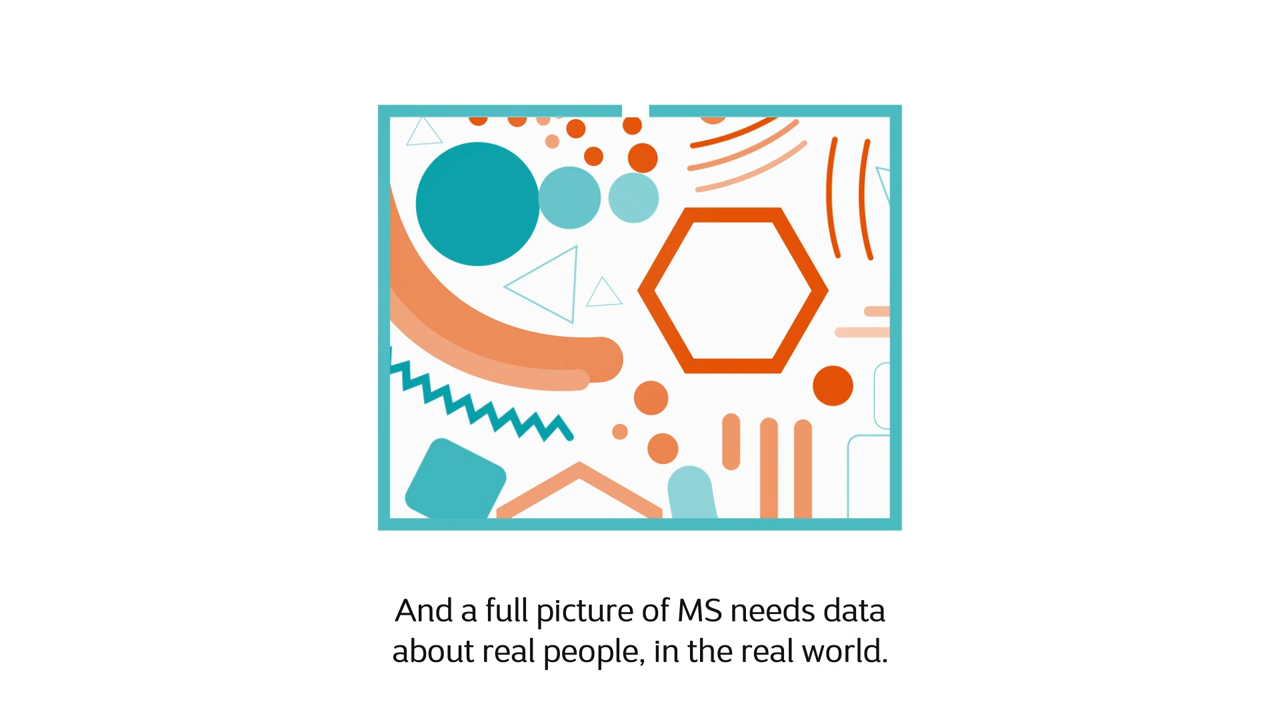 And a full picture of MS needs data
about real people, in the real world.